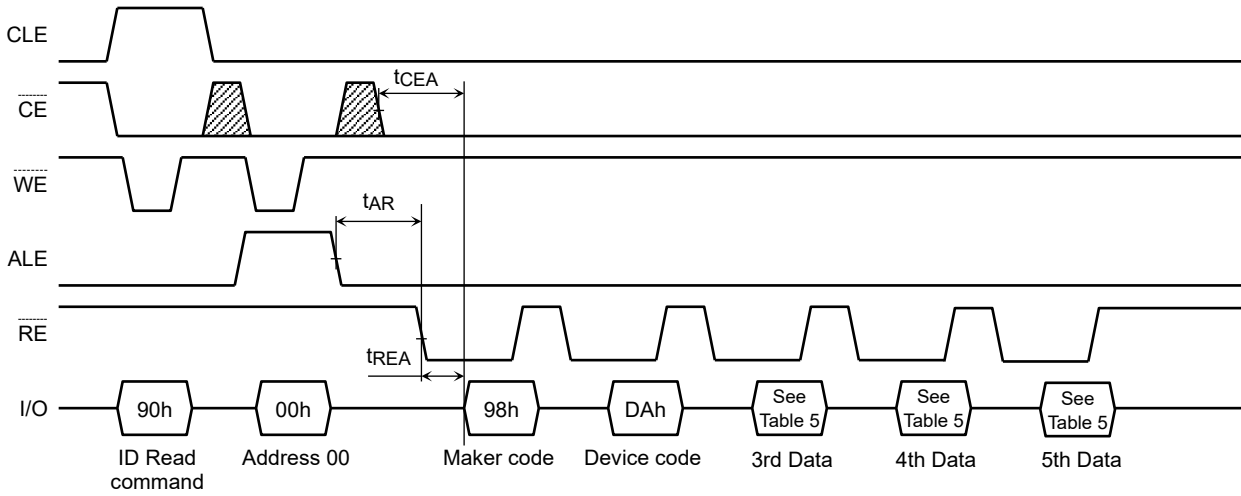 CLE
tCEA
CE
WE
tAR
ALE
RE
tREA
I/O
90h
00h
98h
DAh
See
Table 5
See
Table 5
See
Table 5
ID Read
command
Address 00
Maker code
Device code
3rd Data
4th Data
5th Data